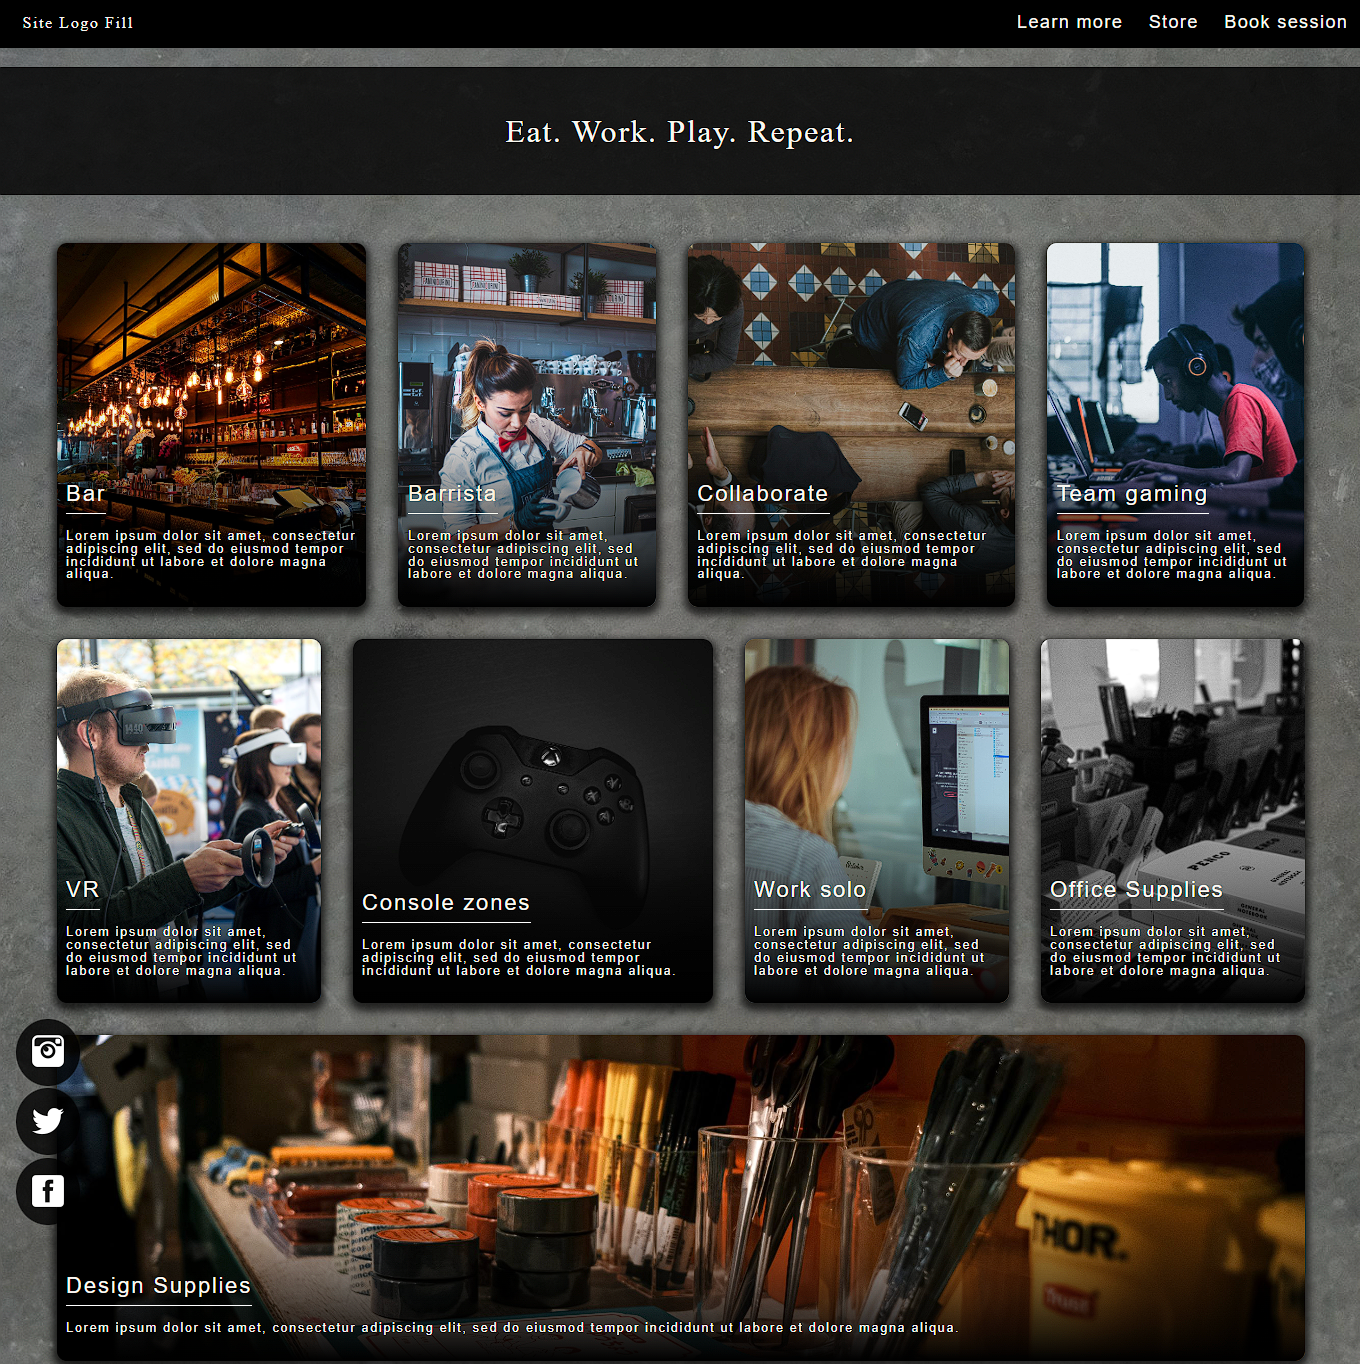 Site Logo Fill
Learn more
Store
Book session
Eat. Work. Play. Repeat.
Bar
Lorem ipsum dolor sit amet, consectetur
adipiscing elit, sed do eiusmod tempor
incididunt ut labore et dolore magna
aliqua.
Barrista
Lorem ipsum dolor sit amet,
consectetur adipiscing elit, sed
do eiusmod tempor incididunt ut
labore et dolore magna aliqua.
Collaborate
Lorem ipsum dolor sit amet, consectetur
adipiscing elit, sed do eiusmod tempor
incididunt ut labore et dolore magna
aliqua.
Team gaming
Lorem ipsum dolor sit amet,
consectetur adipiscing elit, sed
do eiusmod tempor incididunt ut
labore et dolore magna aliqua.
VR
Lorem ipsum dolor sit amet,
consectetur adipiscing elit, sed
do eiusmod tempor incididunt ut
labore et dolore magna aliqua.
Console zones
Lorem ipsum dolor sit amet, consectetur
adipiscing elit, sed do eiusmod tempor
incididunt ut labore et dolore magna aliqua.
Work solo
Lorem ipsum dolor sit amet,
consectetur adipiscing elit, sed
do eiusmod tempor incididunt ut
labore et dolore magna aliqua.
PENCO
GENERAL
NOTEBOOK
Office Supplies
Lorem ipsum dolor sit amet,
consectetur adipiscing elit, sed
do eiusmod tempor incididunt ut
labore et dolore magna aliqua.
THOR.
Trust
Design Supplies
Lorem ipsum dolor sit amet, consectetur adipiscing elit, sed do eiusmod tempor incididunt ut labore et dolore magna aliqua.